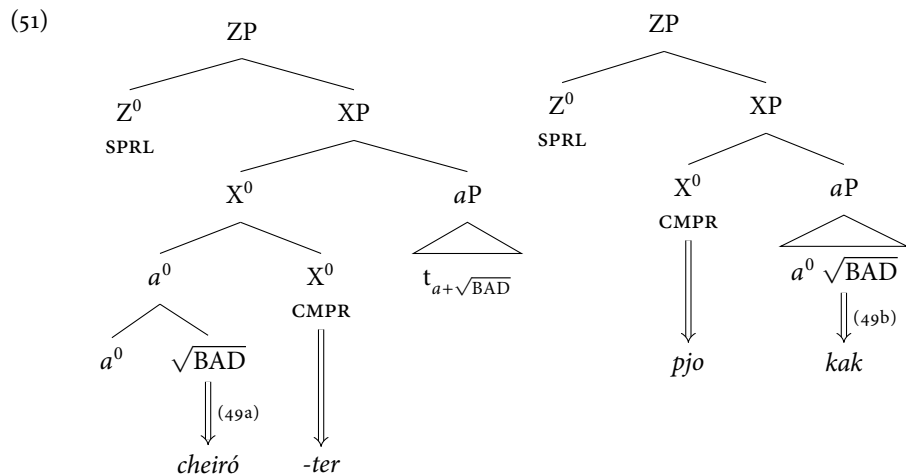 (51) ZP ZP
Z⁰ XP Z⁰ XP
SPRL SPRL
X⁰ aP X⁰ aP
CMPR
a⁰ X⁰ t_{a+√BAD} a⁰ √BAD
CMPR
(49b)
a⁰ √BAD pjo kak
(49a)
cheiró -ter